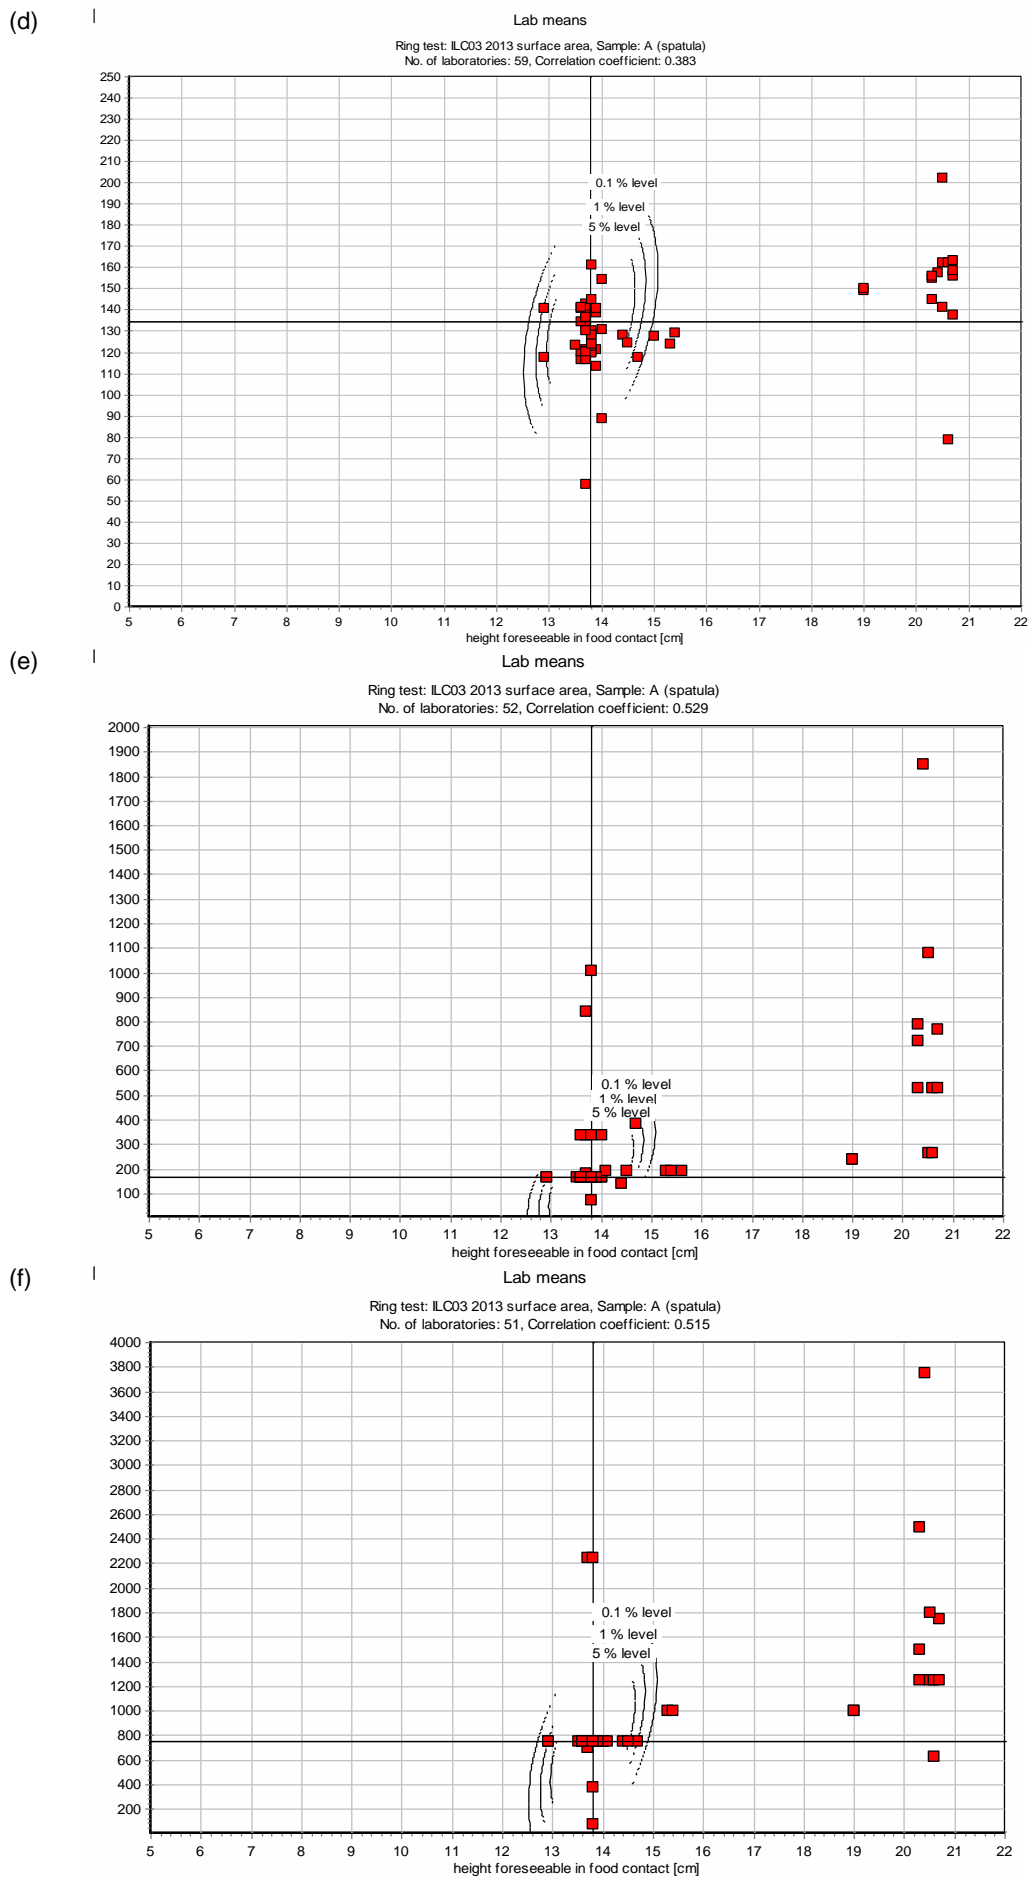 (d)
Lab means
Ring test: ILC03 2013 surface area, Sample: A (spatula)
No. of laboratories: 59, Correlation coefficient: 0.383
250
240
230
220
210
200
190
180
170
160
150
140
130
120
110
100
90
80
70
60
50
40
30
20
10
0
0.1 % level
1 % level
5 % level
5 6 7 8 9 10 11 12 13 14 15 16 17 18 19 20 21 22
height foreseeable in food contact [cm]
(e)
Lab means
Ring test: ILC03 2013 surface area, Sample: A (spatula)
No. of laboratories: 52, Correlation coefficient: 0.529
2000
1900
1800
1700
1600
1500
1400
1300
1200
1100
1000
900
800
700
600
500
400
300
200
100
0.1 % level
1 % level
5 % level
5 6 7 8 9 10 11 12 13 14 15 16 17 18 19 20 21 22
height foreseeable in food contact [cm]
(f)
Lab means
Ring test: ILC03 2013 surface area, Sample: A (spatula)
No. of laboratories: 51, Correlation coefficient: 0.515
4000
3800
3600
3400
3200
3000
2800
2600
2400
2200
2000
1800
1600
1400
1200
1000
800
600
400
200
0.1 % level
1 % level
5 % level
5 6 7 8 9 10 11 12 13 14 15 16 17 18 19 20 21 22
height foreseeable in food contact [cm]